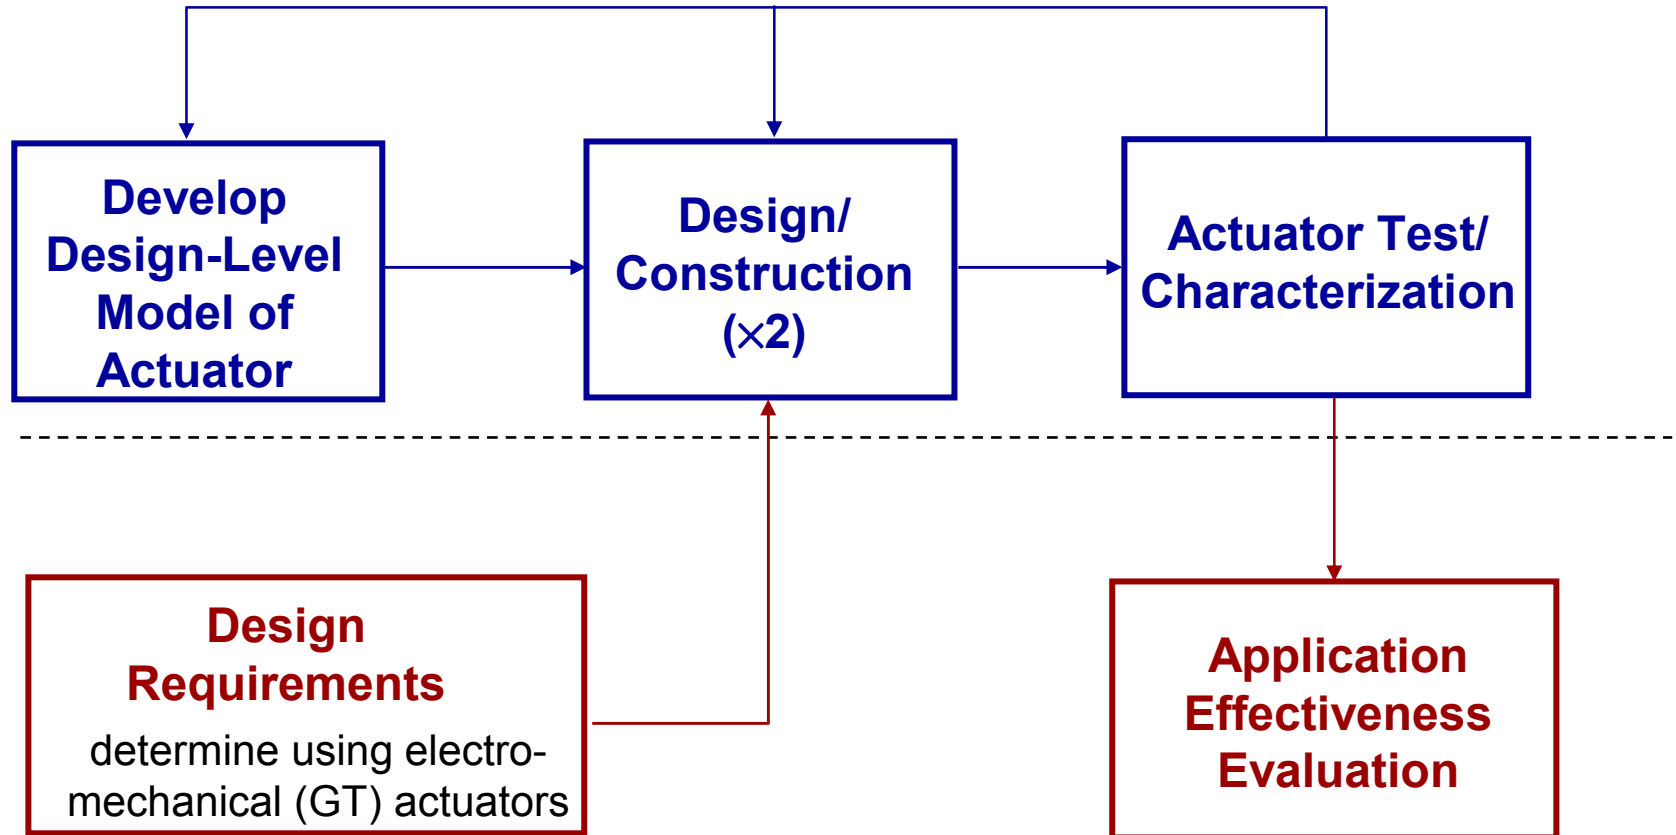 Develop
Design-Level
Model of
Actuator
Design/
Construction
(×2)
Actuator Test/
Characterization
Design
Requirements
determine using electro-
mechanical (GT) actuators
Application
Effectiveness
Evaluation